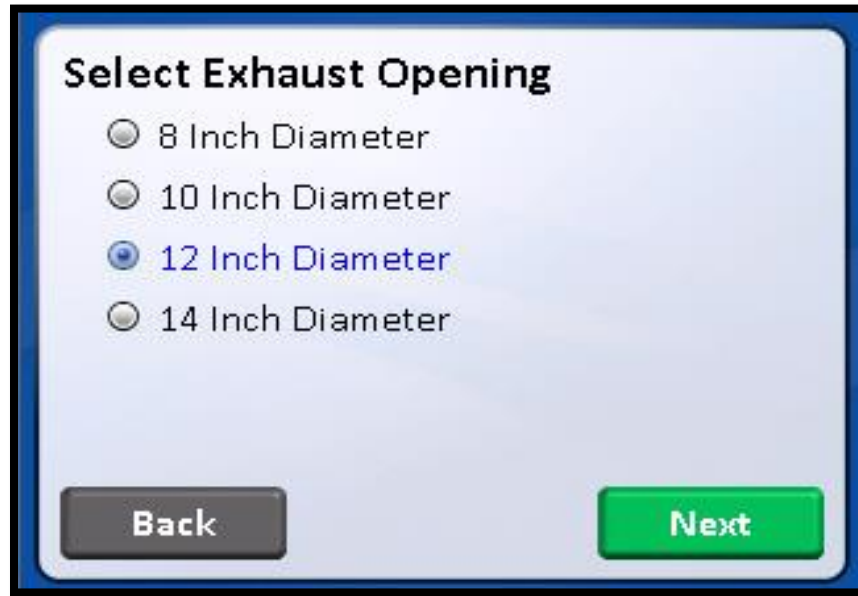 Select Exhaust Opening
8 Inch Diameter
10 Inch Diameter
12 Inch Diameter
14 Inch Diameter
Back
Next